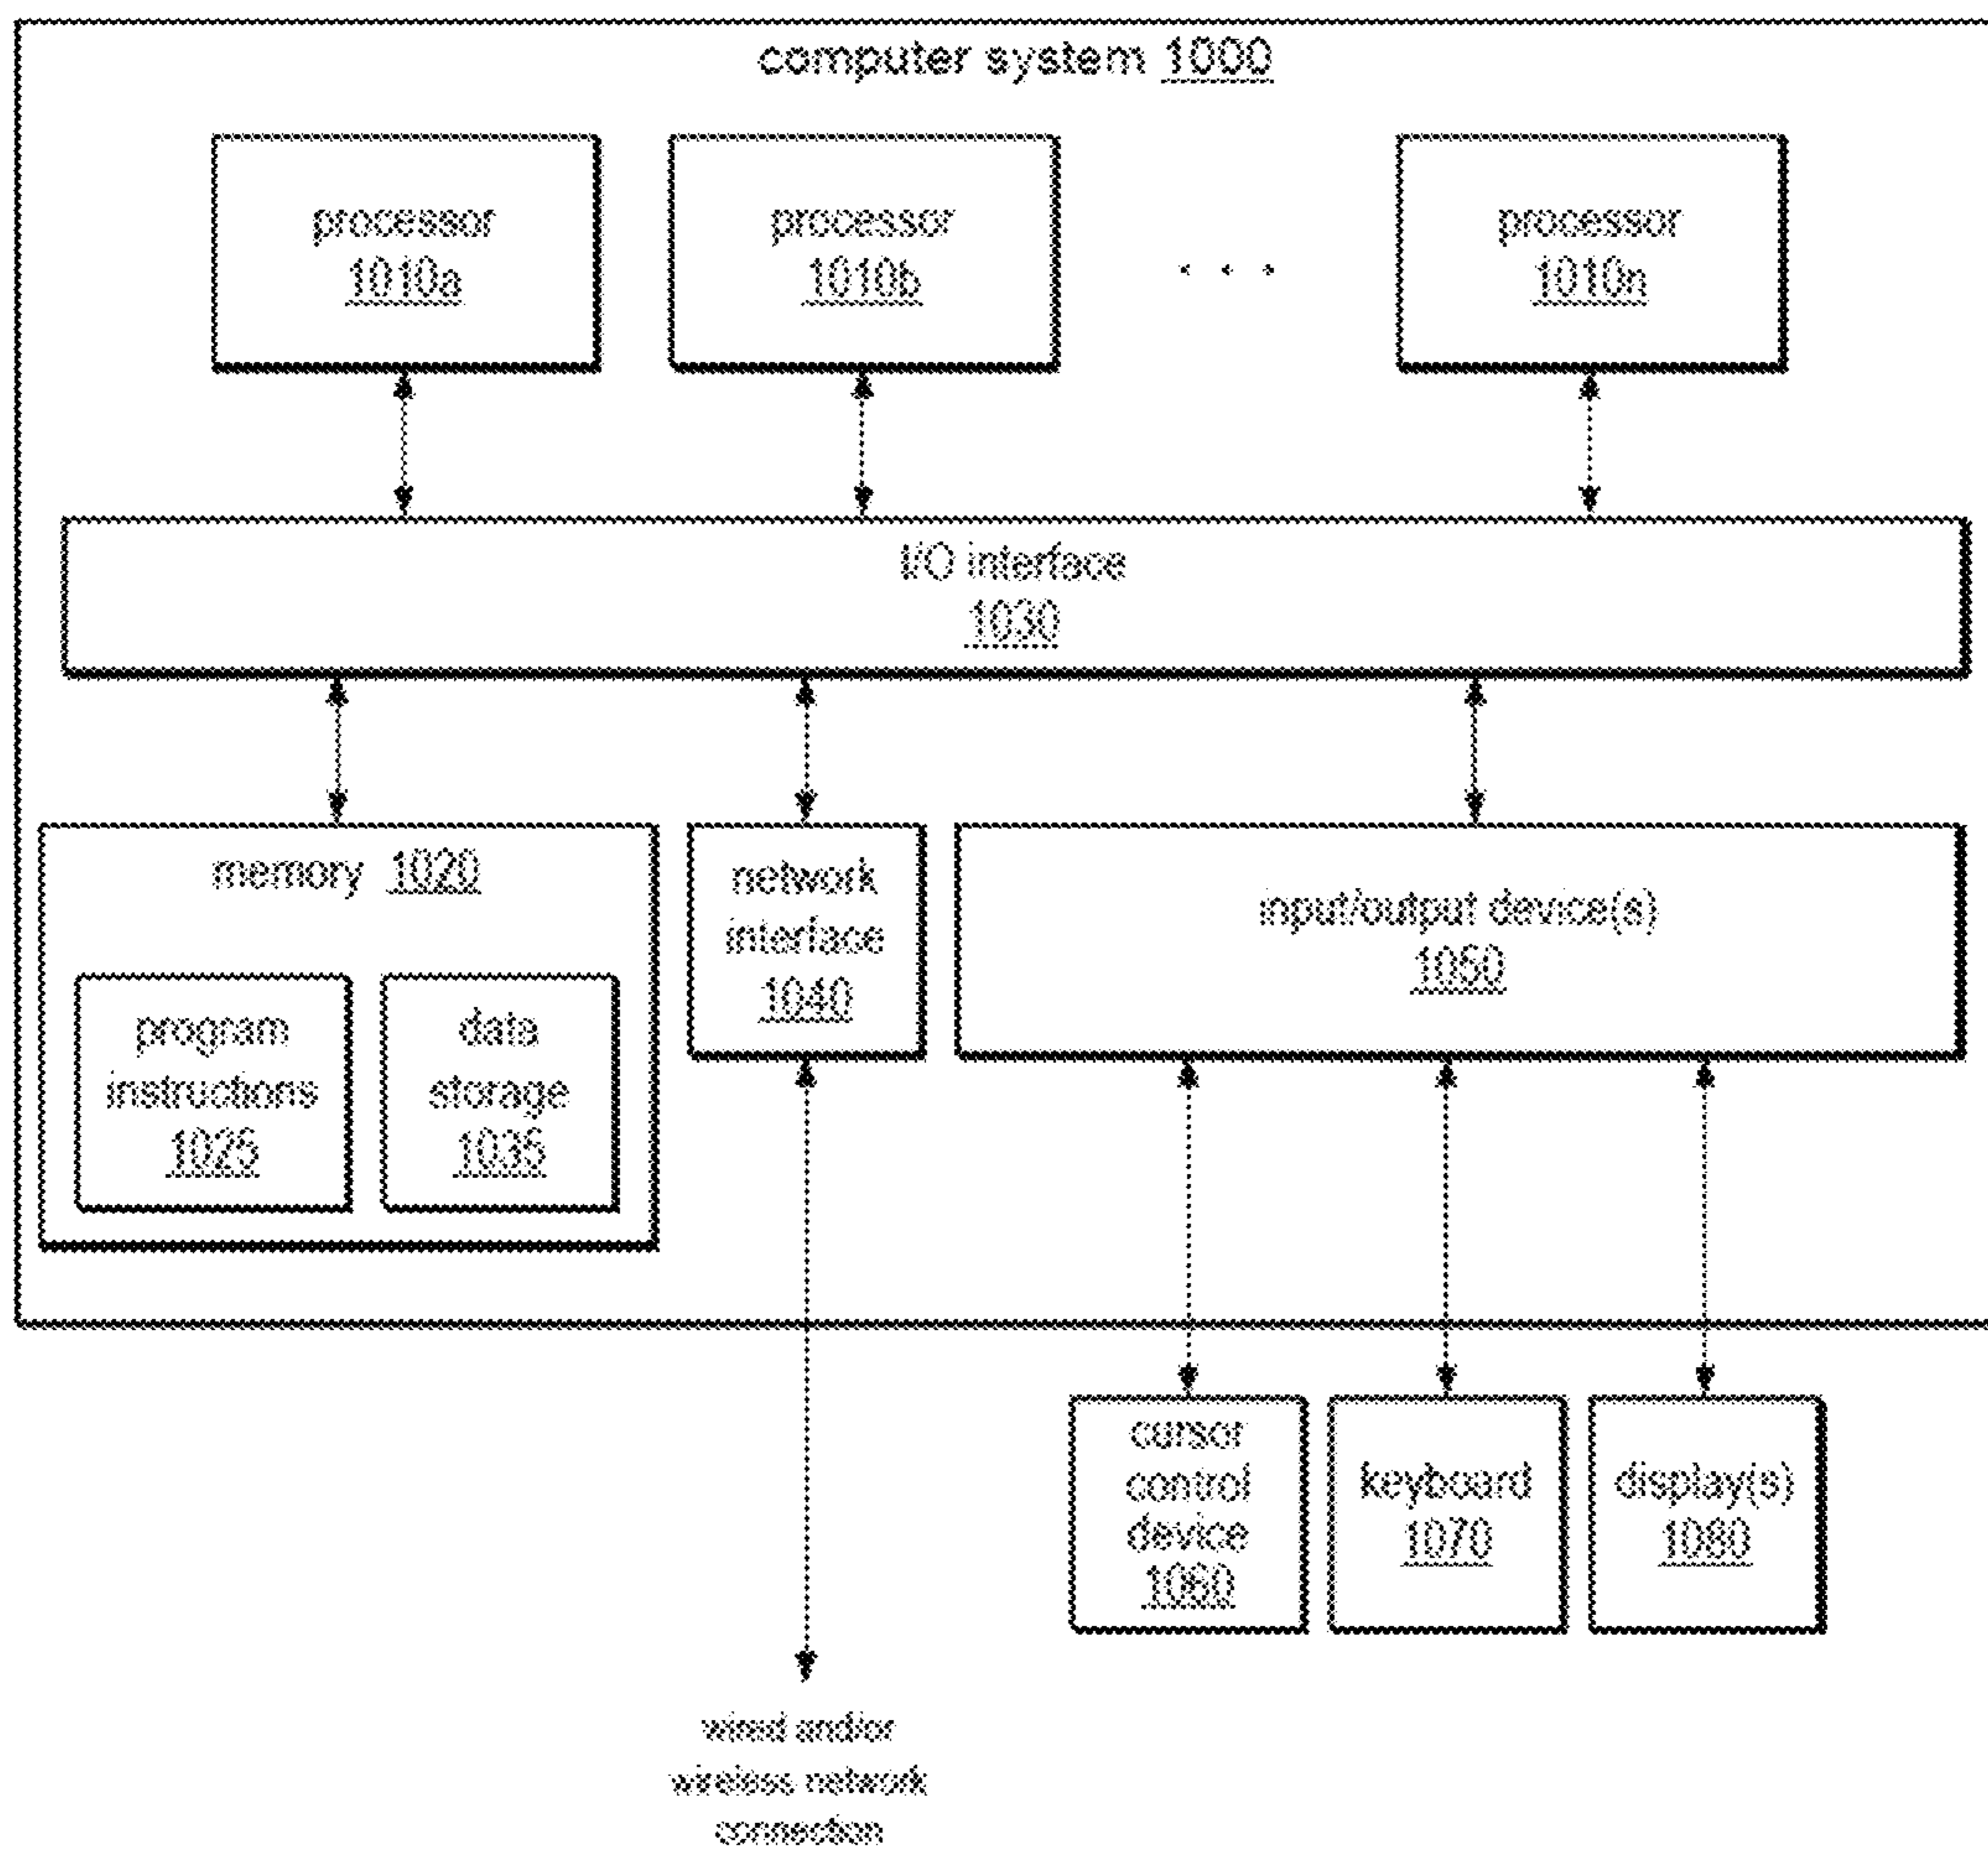 computer system 1000
processor
1010a
processor
1010b
. . .
processor
1010n
I/O interface
1030
memory 1020
program
instructions
1025
data
storage
1035
network
interface
1040
input/output device(s)
1050
cursor
control
device
1060
keyboard
1070
display(s)
1080
wired and/or
wireless network
connection